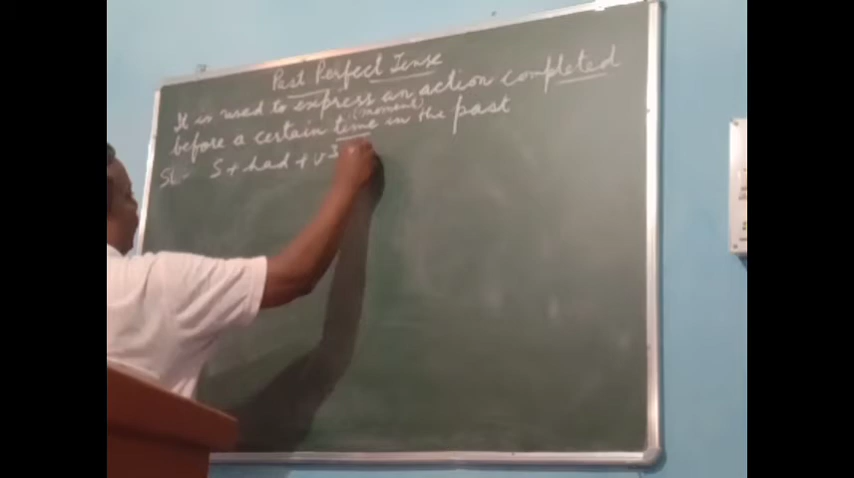 Past Perfect Tense
It is used to express an action completed
(moment)
before a certain time in the past
St:- S + had + V3